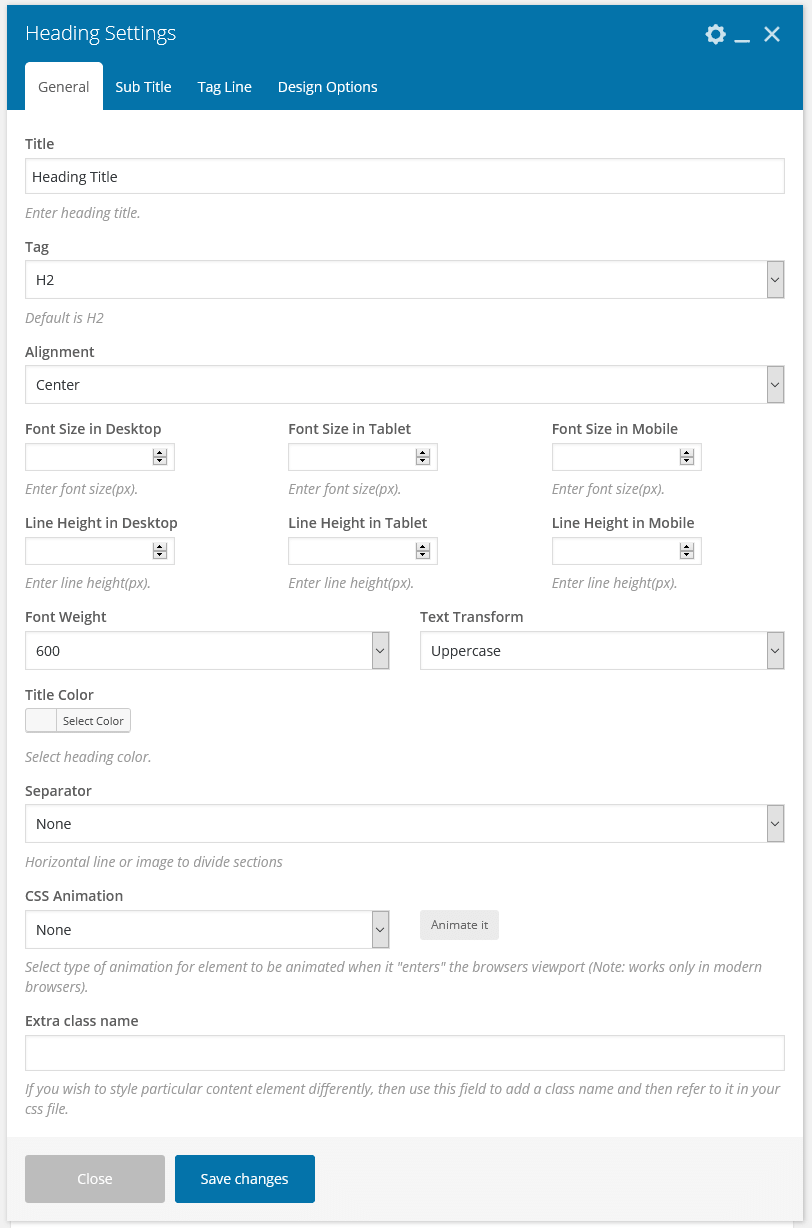 Heading Settings
General Sub Title Tag Line Design Options
Title
Heading Title
Enter heading title.
Tag
H2
Default is H2
Alignment
Center
Font Size in Desktop Font Size in Tablet Font Size in Mobile
Enter font size(px). Enter font size(px). Enter font size(px).
Line Height in Desktop Line Height in Tablet Line Height in Mobile
Enter line height(px). Enter line height(px). Enter line height(px).
Font Weight Text Transform
600 Uppercase
Title Color
Select Color
Select heading color.
Separator
None
Horizontal line or image to divide sections
CSS Animation
None Animate it
Select type of animation for element to be animated when it "enters" the browsers viewport (Note: works only in modern
browsers).
Extra class name
If you wish to style particular content element differently, then use this field to add a class name and then refer to it in your
css file.
Close Save changes